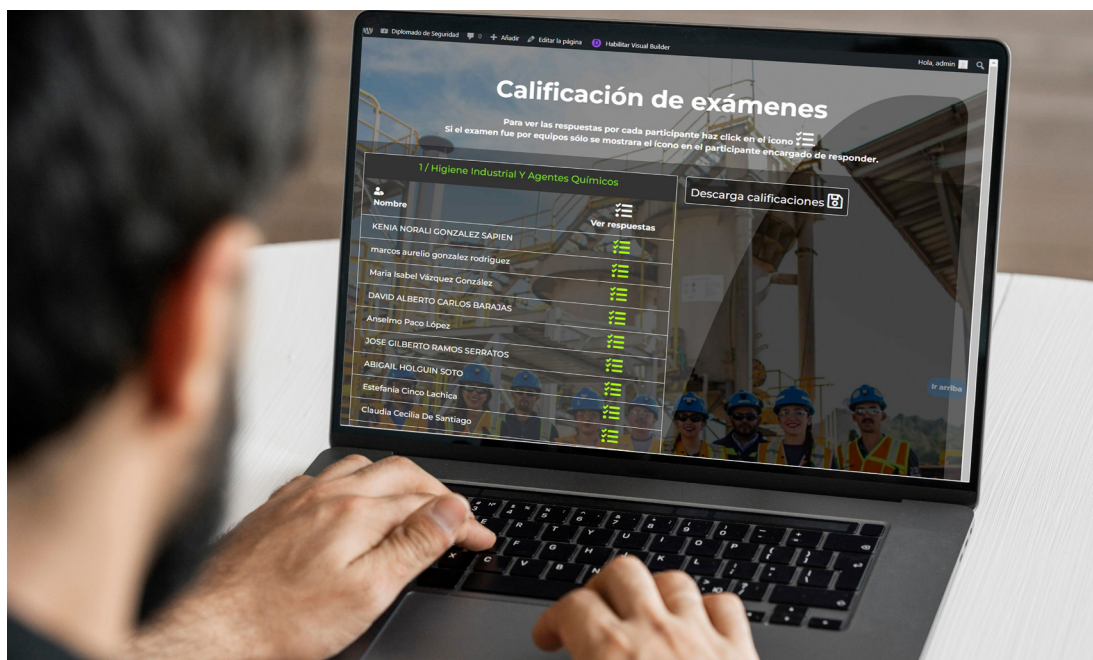 Diplomado de Seguridad 0 + Añadir Editar la página Habilitar Visual Builder
Hola, admin
Calificación de exámenes
Para ver las respuestas por cada participante haz click en el icono
Si el examen fue por equipos sólo se mostrara el ícono en el participante encargado de responder.
1 / Higiene Industrial Y Agentes Químicos
Descarga calificaciones
Nombre
Ver respuestas
KENIA NORALI GONZALEZ SAPIEN
marcos aurelio gonzalez rodriguez
Maria Isabel Vázquez González
DAVID ALBERTO CARLOS BARAJAS
Anselmo Paco López
JOSE GILBERTO RAMOS SERRATOS
ABIGAIL HOLGUIN SOTO
Estefania Cinco Lachica
Claudia Cecilia De Santiago
Ir arriba
E R T Y U I O P
F G H J K L
X C V B N